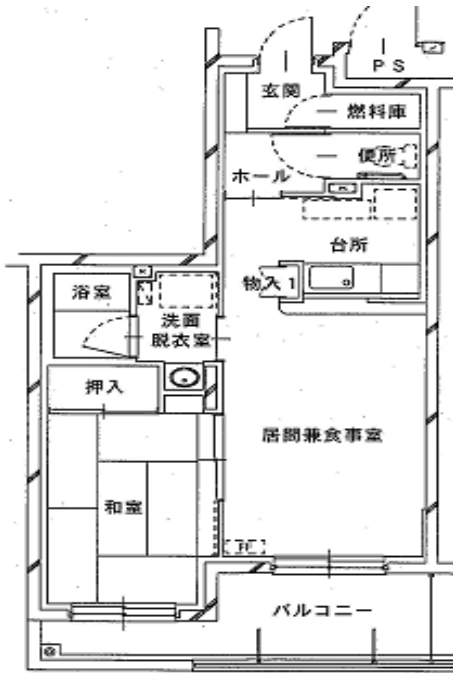 PS
玄関
燃料庫
便所
ホール
台所
浴室
物入1
洗面
脱衣室
押入
居間兼食事室
和室
FF
バルコニー